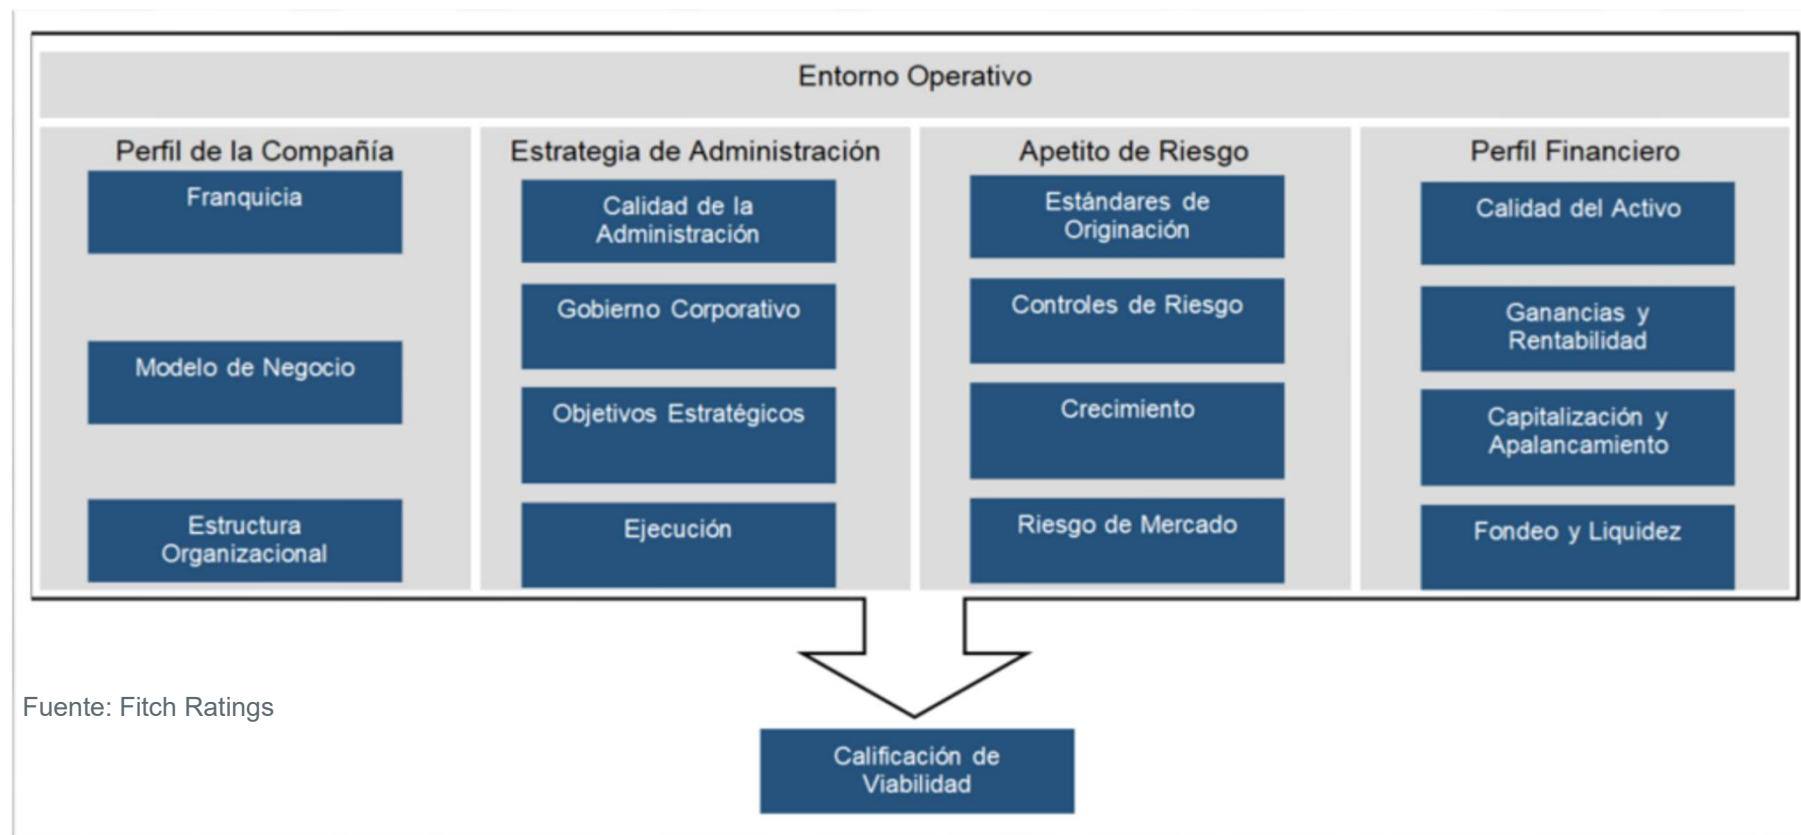 Entorno Operativo
Perfil de la Compañía
Franquicia
Modelo de Negocio
Estructura
Organizacional
Estrategia de Administración
Calidad de la
Administración
Gobierno Corporativo
Objetivos Estratégicos
Ejecución
Apetito de Riesgo
Estándares de
Originación
Controles de Riesgo
Crecimiento
Riesgo de Mercado
Perfil Financiero
Calidad del Activo
Ganancias y
Rentabilidad
Capitalización y
Apalancamiento
Fondeo y Liquidez
Fuente: Fitch Ratings
Calificación de
Viabilidad